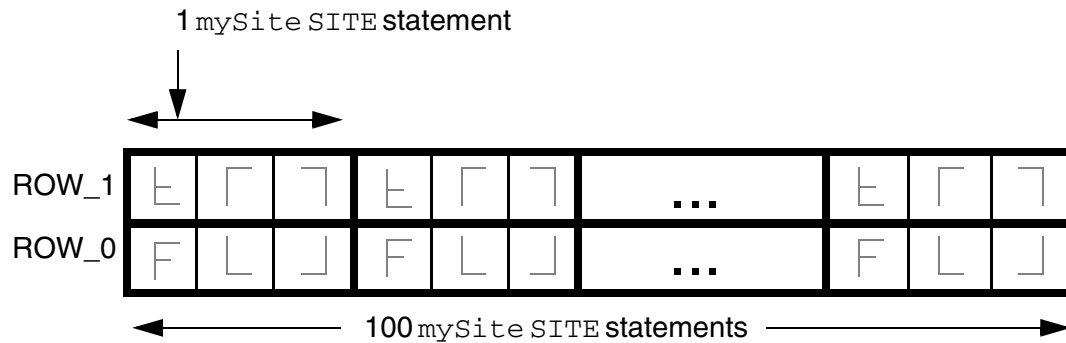 1 mySite SITE statement
ROW_1 ...
ROW_0 F F ... F
100 mySite SITE statements